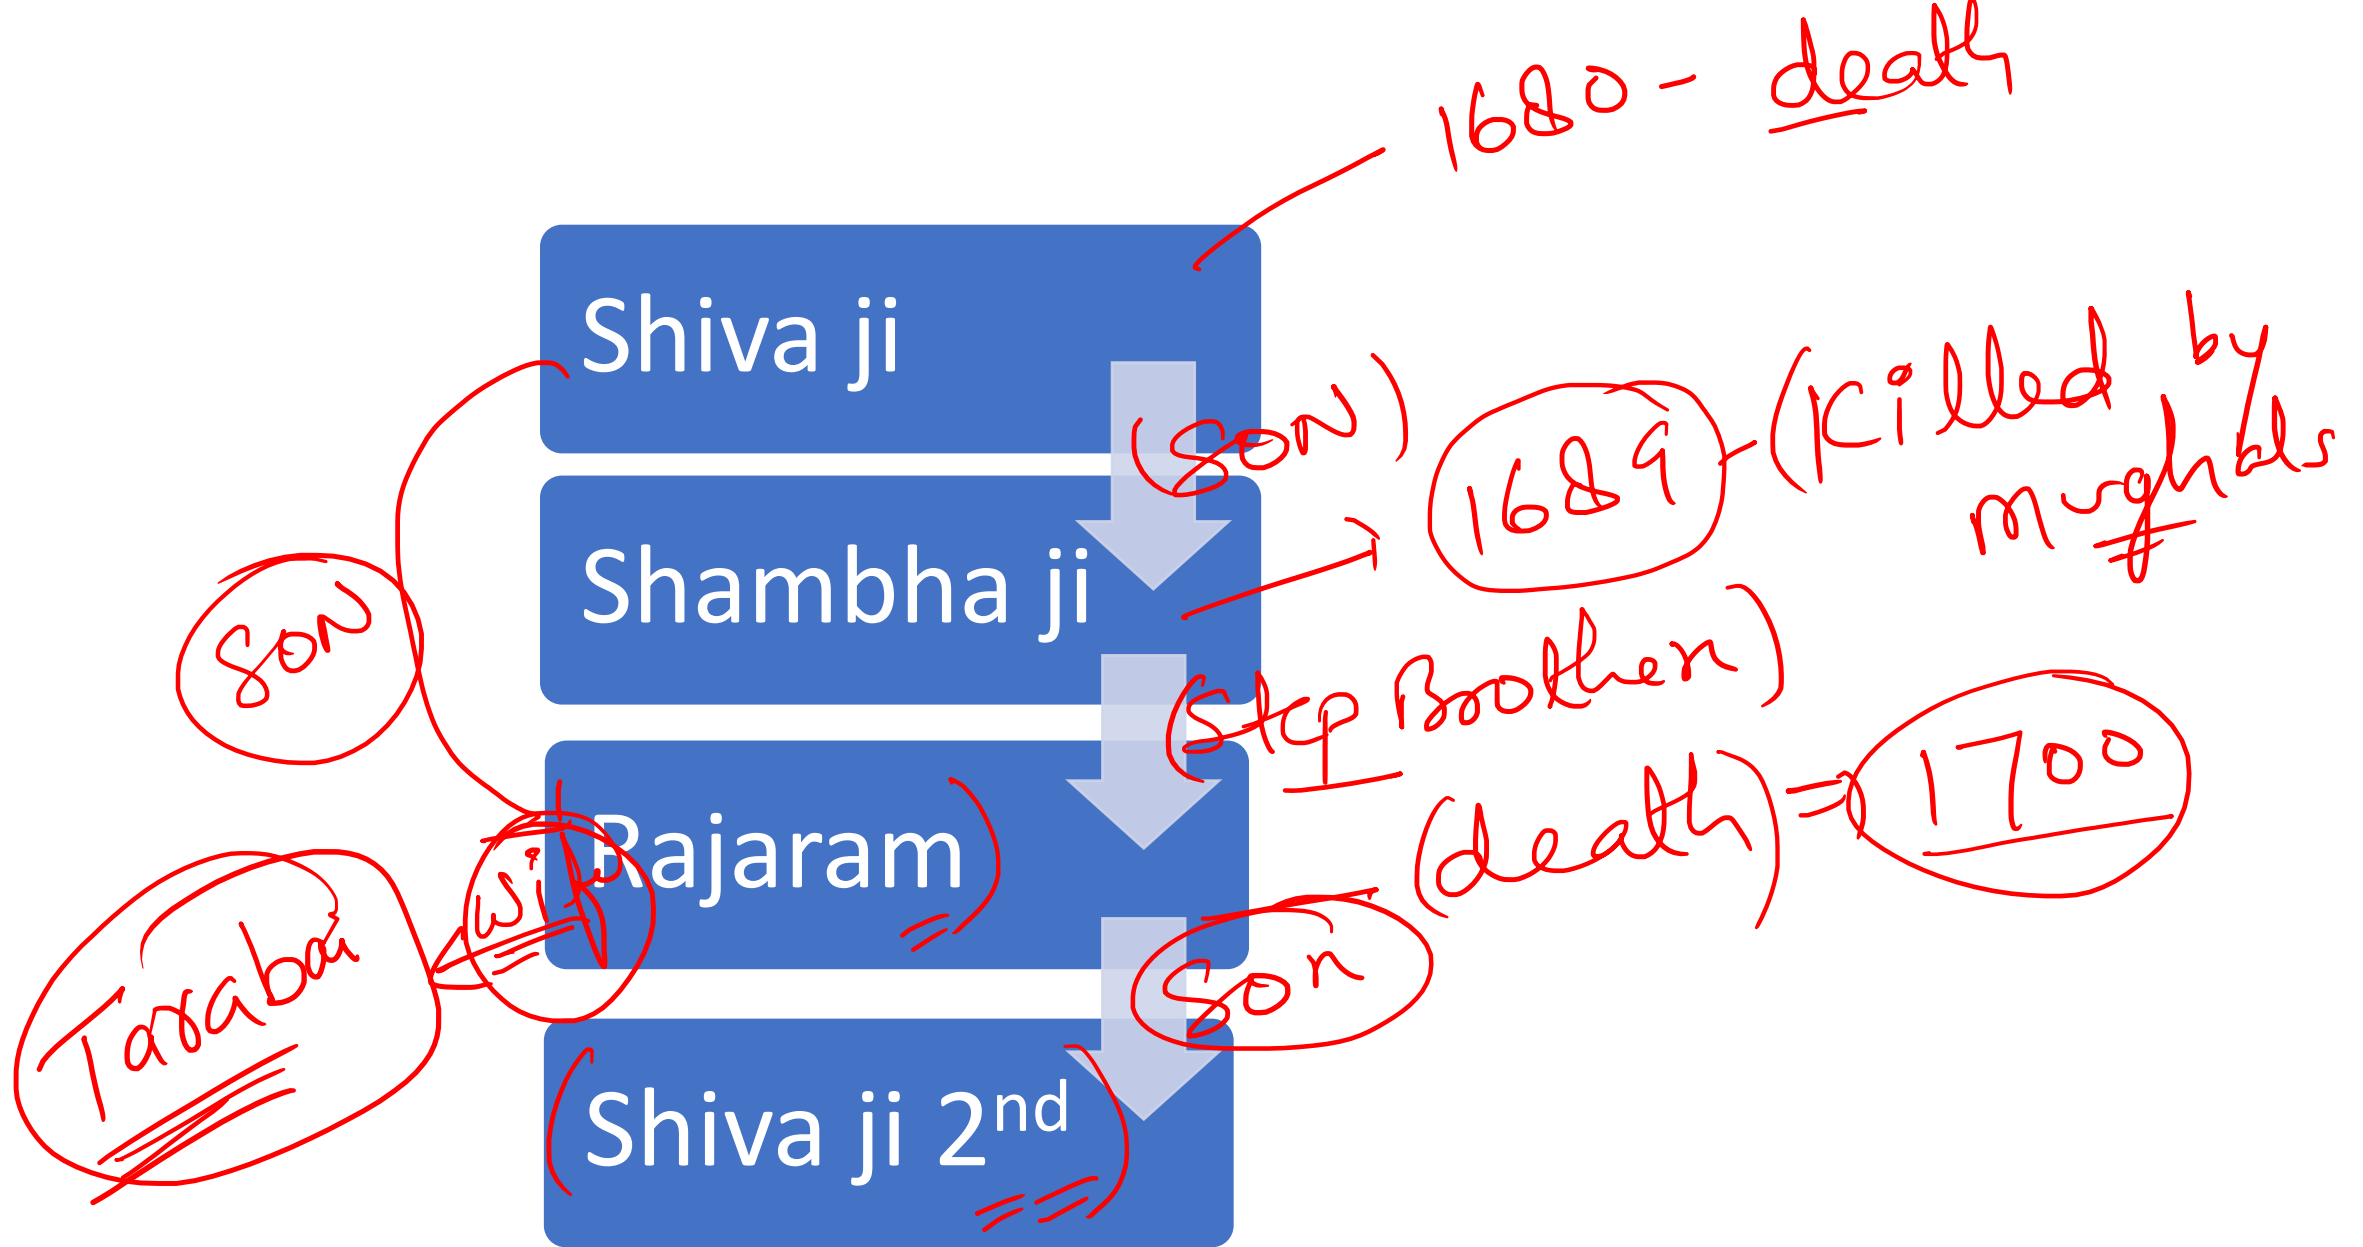 1680 - death
Shiva ji
(SON)
1689 - (Killed by
mughals
Shambha ji
SON
(Step Brother)
Rajaram
(death) = 1700
wife
Tarabai
Son
(Shiva ji 2nd)